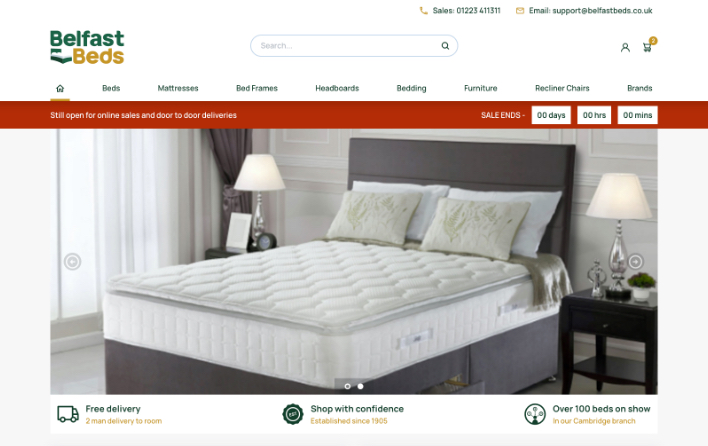 Sales: 01223 411311
Email: support@belfastbeds.co.uk
Belfast
Beds
Search...
2
Beds
Mattresses
Bed Frames
Headboards
Bedding
Furniture
Recliner Chairs
Brands
Still open for online sales and door to door deliveries
SALE ENDS -
00 days
00 hrs
00 mins
Free delivery
2 man delivery to room
Shop with confidence
Established since 1905
Over 100 beds on show
In our Cambridge branch